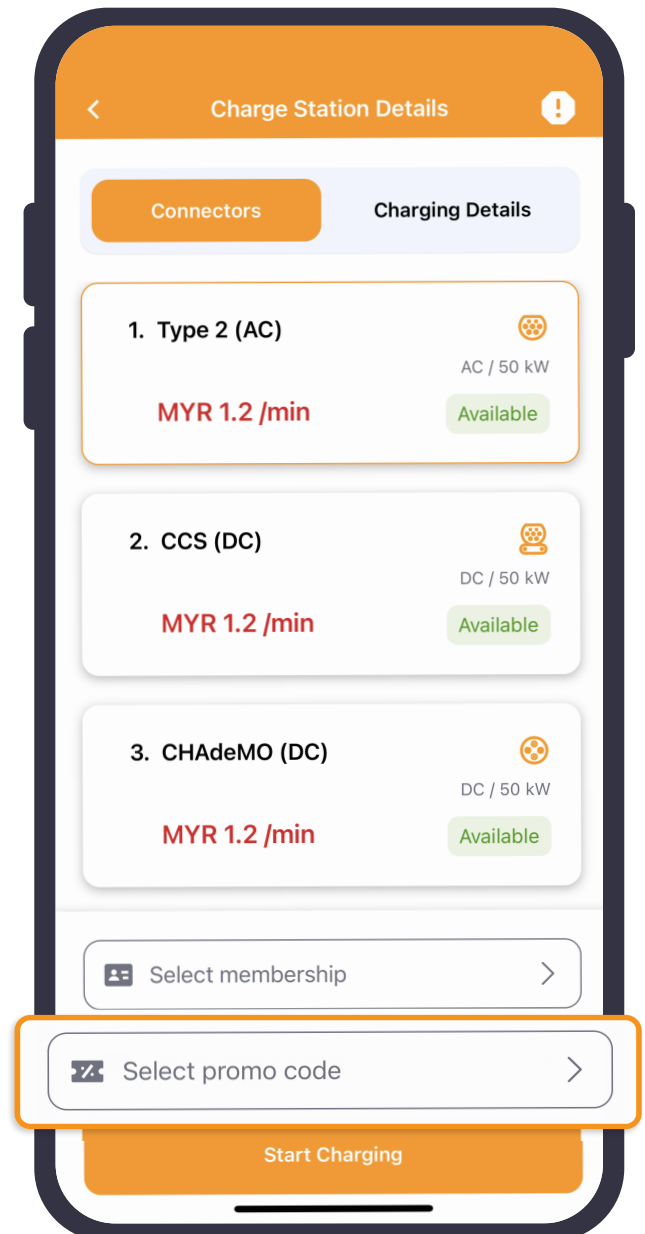 Charge Station Details
Connectors
Charging Details
1. Type 2 (AC)
AC / 50 kW
MYR 1.2 /min
Available
2. CCS (DC)
DC / 50 kW
MYR 1.2 /min
Available
3. CHAdeMO (DC)
DC / 50 kW
MYR 1.2 /min
Available
Select membership
Select promo code
Start Charging